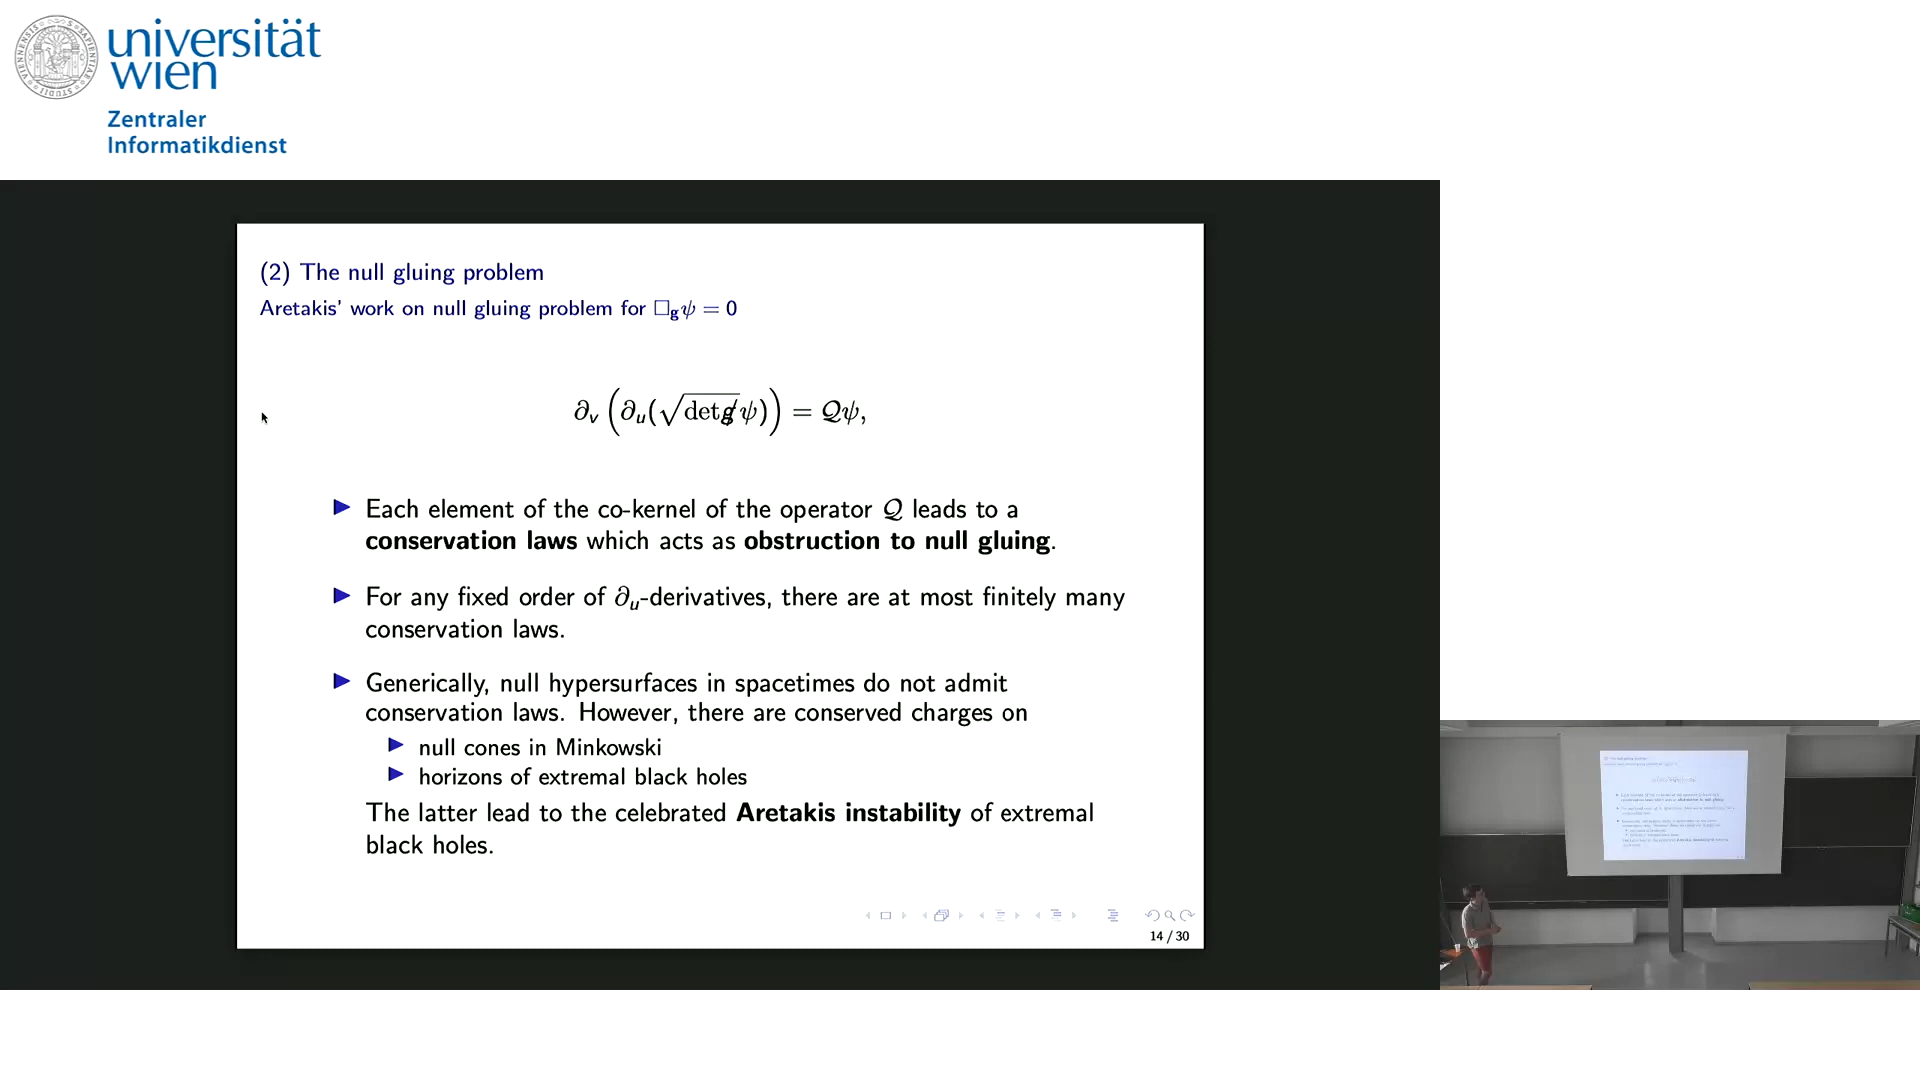 universität
wien
Zentraler
Informatikdienst
(2) The null gluing problem
Aretakis' work on null gluing problem for □_𝐠ψ = 0
∂_v (∂_u(√det g̸ ψ)) = 𝒬ψ,
▶ Each element of the co-kernel of the operator 𝒬 leads to a
conservation laws which acts as obstruction to null gluing.
▶ For any fixed order of ∂_u-derivatives, there are at most finitely many
conservation laws.
▶ Generically, null hypersurfaces in spacetimes do not admit
conservation laws. However, there are conserved charges on
▶ null cones in Minkowski
▶ horizons of extremal black holes
The latter lead to the celebrated Aretakis instability of extremal
black holes.
14 / 30